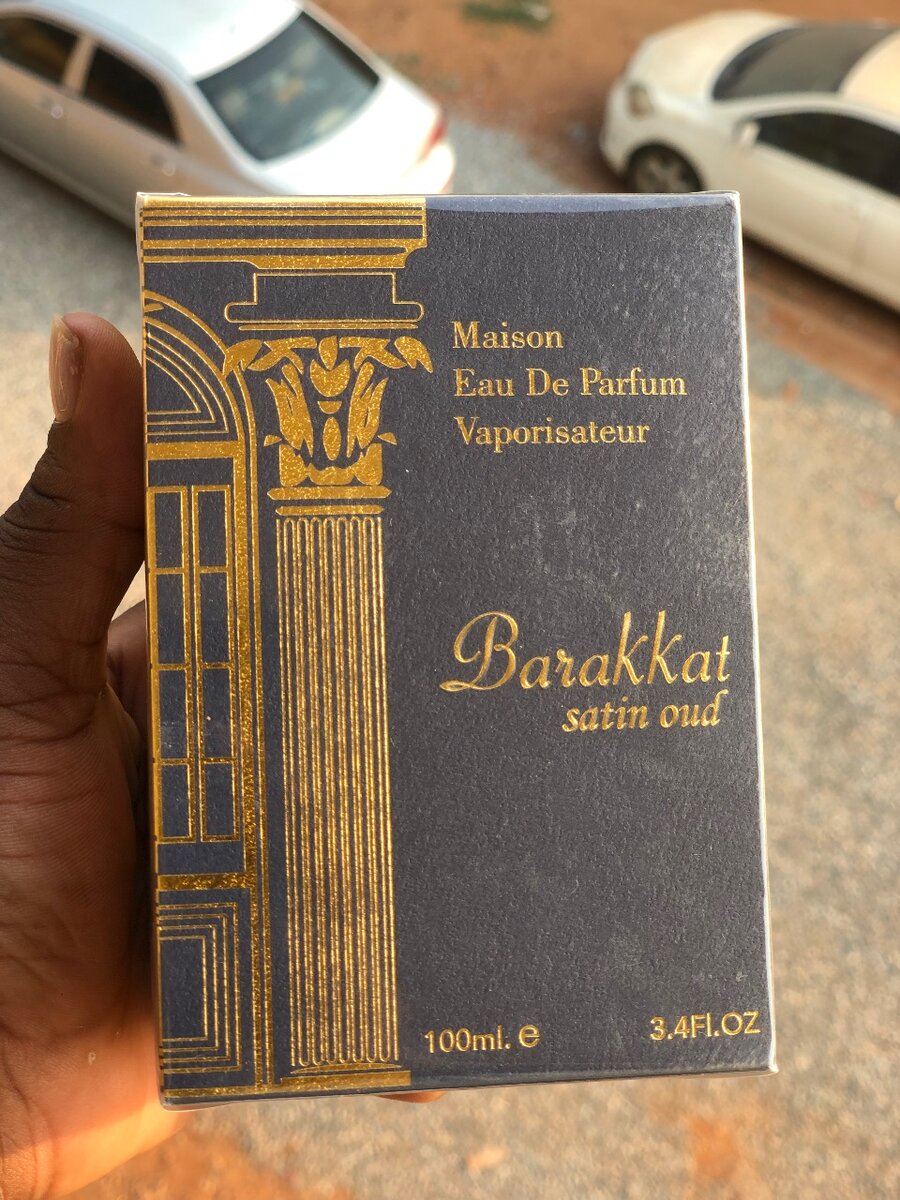 Maison
Eau De Parfum
Vaporisateur
Barakkat
satin oud
100ml. e
3.4Fl.OZ